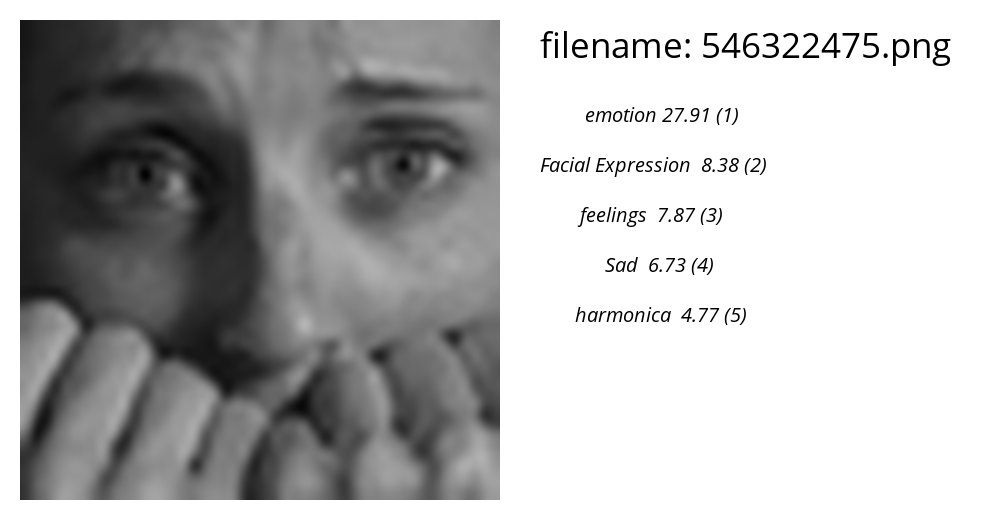 filename: 546322475.png
emotion 27.91 (1)
Facial Expression 8.38 (2)
feelings 7.87 (3)
Sad 6.73 (4)
harmonica 4.77 (5)